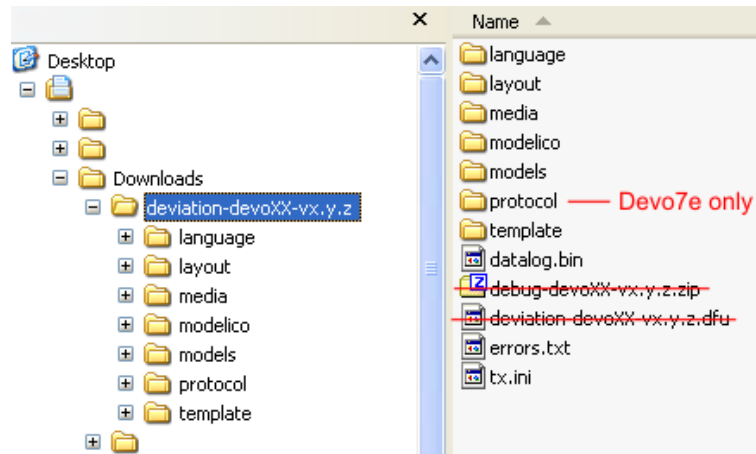 Name
Desktop
Downloads
deviation-devoXX-vx.y.z
language
layout
media
modelico
models
protocol
template
language
layout
media
modelico
models
protocol Devo7e only
template
datalog.bin
debug-devoXX-vx.y.z.zip
deviation-devoXX-vx.y.z.dfu
errors.txt
tx.ini